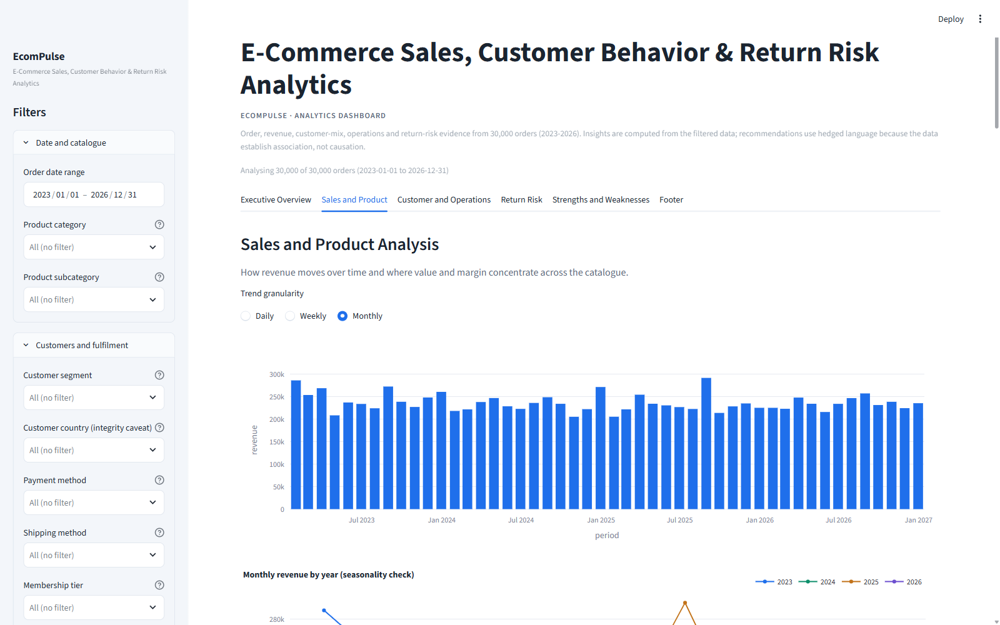 Deploy
EcomPulse
E-Commerce Sales, Customer Behavior & Return Risk
Analytics
Filters
Date and catalogue
Order date range
2023/01/01 – 2026/12/31
Product category
All (no filter)
Product subcategory
All (no filter)
Customers and fulfilment
Customer segment
All (no filter)
Customer country (integrity caveat)
All (no filter)
Payment method
All (no filter)
Shipping method
All (no filter)
Membership tier
All (no filter)
E-Commerce Sales, Customer Behavior & Return Risk
Analytics
ECOMPULSE · ANALYTICS DASHBOARD
Order, revenue, customer-mix, operations and return-risk evidence from 30,000 orders (2023-2026). Insights are computed from the filtered data; recommendations use hedged language because the data
establish association, not causation.
Analysing 30,000 of 30,000 orders (2023-01-01 to 2026-12-31)
Executive Overview Sales and Product Customer and Operations Return Risk Strengths and Weaknesses Footer
Sales and Product Analysis
How revenue moves over time and where value and margin concentrate across the catalogue.
Trend granularity
Daily Weekly Monthly
300k
250k
200k
150k
100k
50k
0
revenue
Jul 2023 Jan 2024 Jul 2024 Jan 2025 Jul 2025 Jan 2026 Jul 2026 Jan 2027
period
Monthly revenue by year (seasonality check)
2023 2024 2025 2026
280k